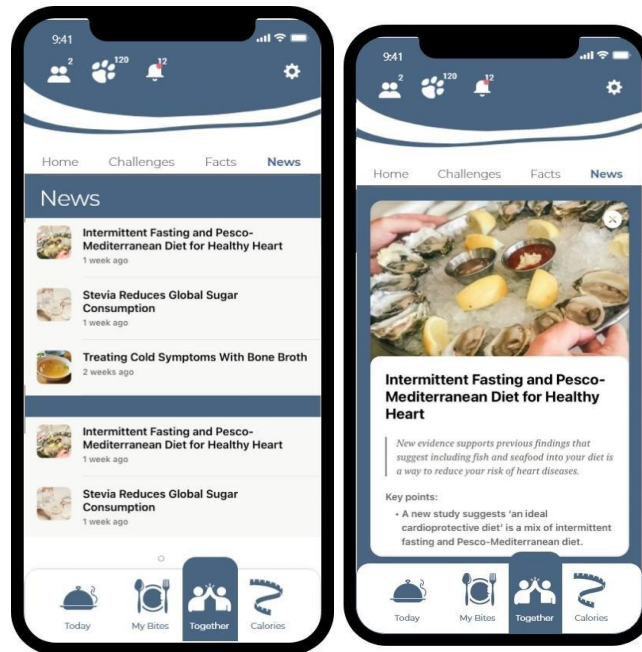 9:41
2
120
12
Home Challenges Facts News
News
Intermittent Fasting and Pesco-
Mediterranean Diet for Healthy Heart
1 week ago
Stevia Reduces Global Sugar
Consumption
1 week ago
Treating Cold Symptoms With Bone Broth
2 weeks ago
Intermittent Fasting and Pesco-
Mediterranean Diet for Healthy Heart
1 week ago
Stevia Reduces Global Sugar
Consumption
1 week ago
Today My Bites Together Calories
9:41
2
120
12
Home Challenges Facts News
Intermittent Fasting and Pesco-
Mediterranean Diet for Healthy
Heart
New evidence supports previous findings that
suggest including fish and seafood into your diet is
a way to reduce your risk of heart diseases.
Key points:
• A new study suggests ‘an ideal
cardioprotective diet’ is a mix of intermittent
fasting and Pesco-Mediterranean diet.
Today My Bites Together Calories